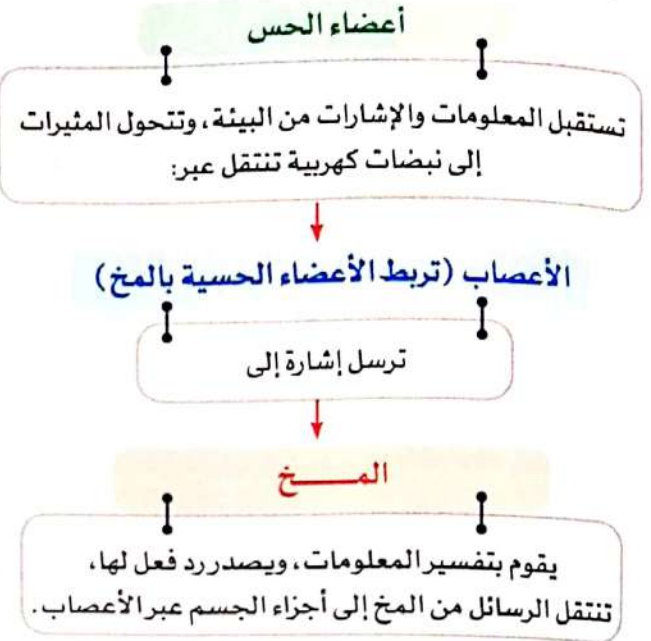 أعضاء الحس
تستقبل المعلومات والإشارات من البيئة، وتتحول المثيرات
إلى نبضات كهربية تنتقل عبر:
الأعصاب (تربط الأعضاء الحسية بالمخ)
ترسل إشارة إلى
المـــــخ
يقوم بتفسير المعلومات، ويصدر رد فعل لها،
تنتقل الرسائل من المخ إلى أجزاء الجسم عبر الأعصاب.